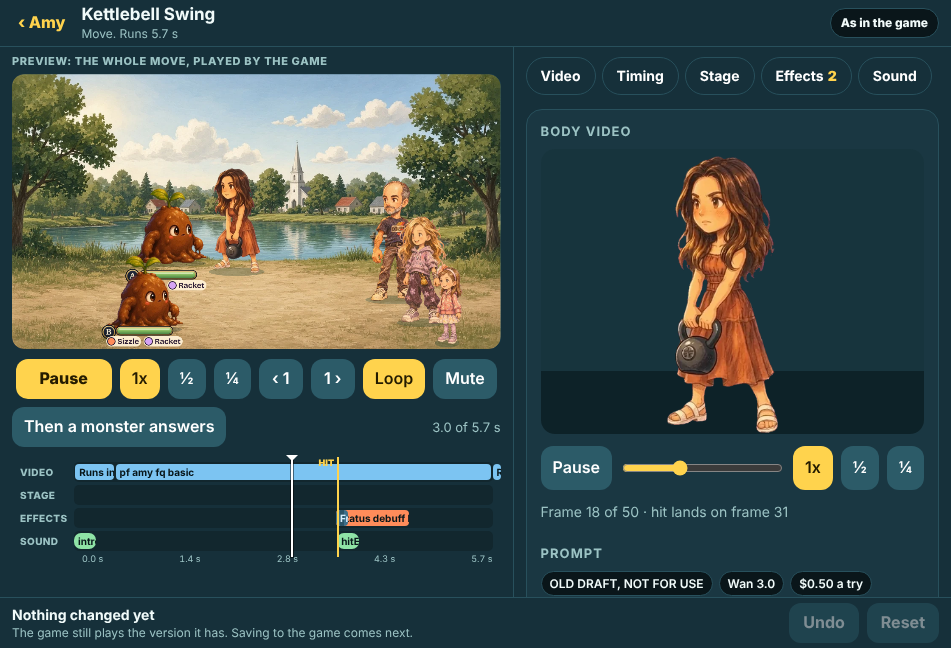 ‹ Amy
Kettlebell Swing
Move. Runs 5.7 s
As in the game
PREVIEW: THE WHOLE MOVE, PLAYED BY THE GAME
A
Racket
B
Sizzle Racket
Pause 1x ½ ¼ ‹ 1 1 › Loop Mute
Then a monster answers
3.0 of 5.7 s
HIT
VIDEO Runs in pf amy fq basic R
STAGE
EFFECTS F atus debuff
SOUND intr hitE
0.0 s 1.4 s 2.8 s 4.3 s 5.7 s
Video Timing Stage Effects 2 Sound
BODY VIDEO
Pause 1x ½ ¼
Frame 18 of 50 · hit lands on frame 31
PROMPT
OLD DRAFT, NOT FOR USE Wan 3.0 $0.50 a try
Nothing changed yet
The game still plays the version it has. Saving to the game comes next.
Undo Reset